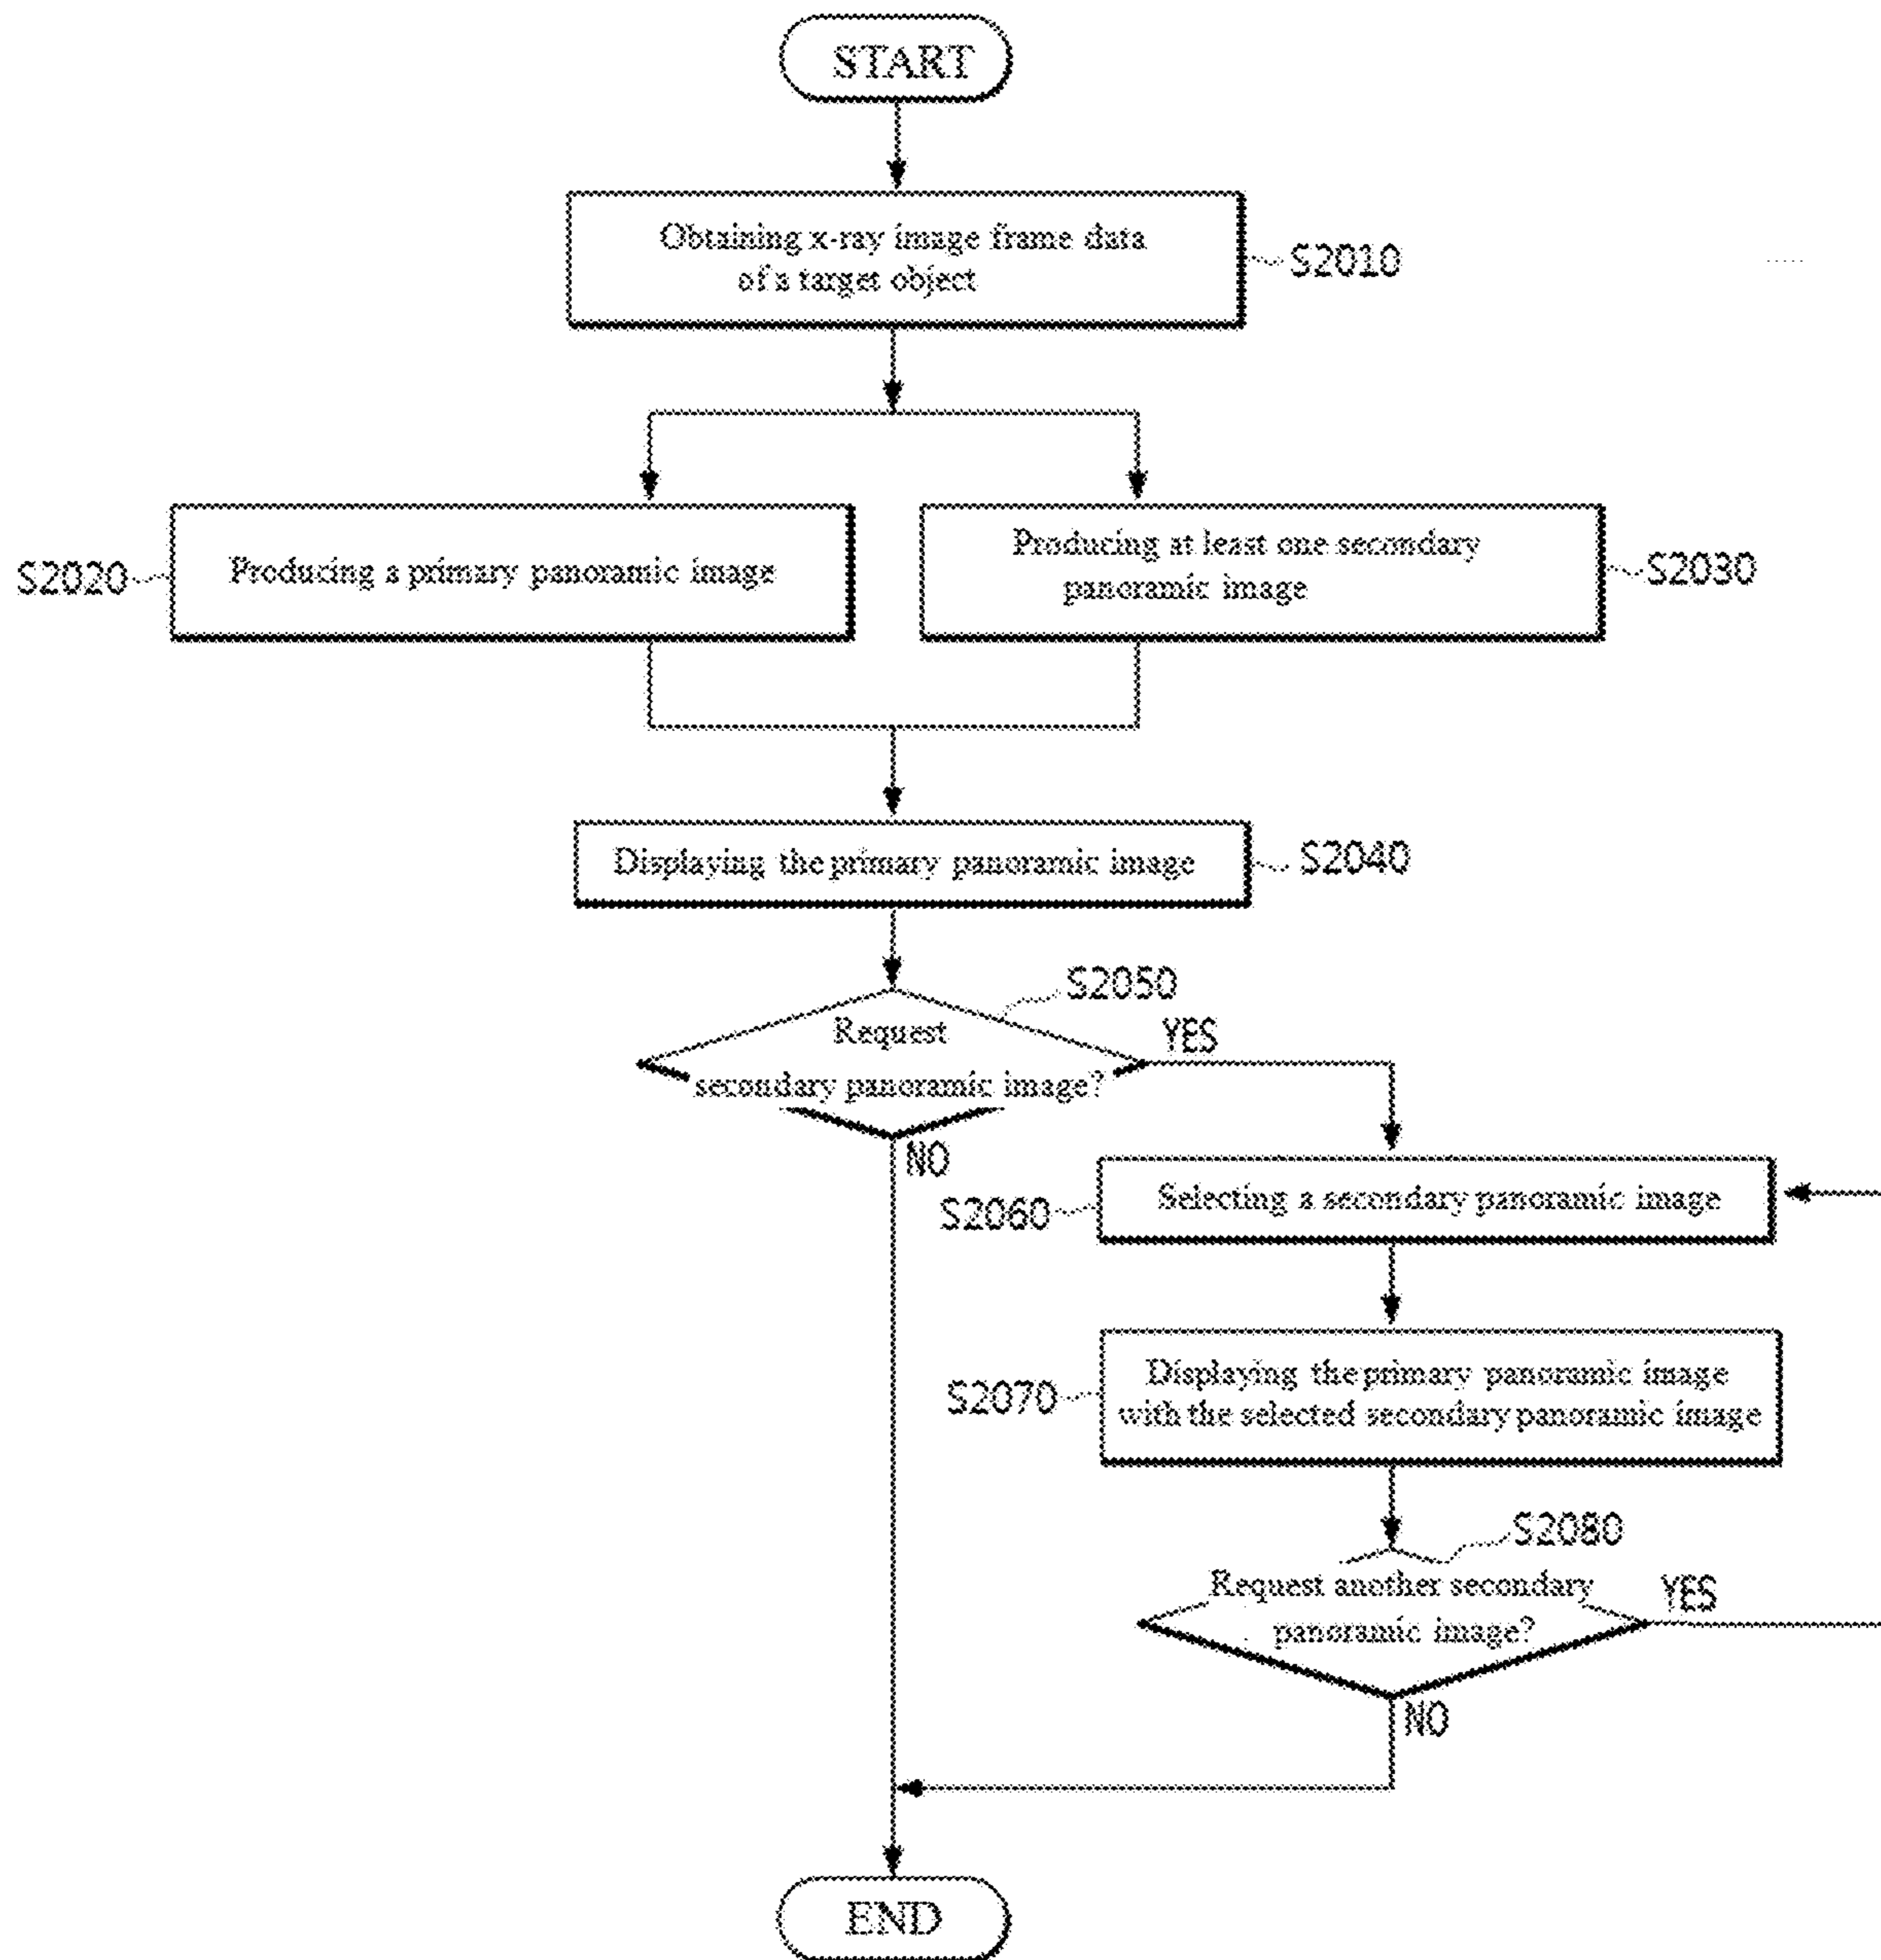 START
Obtaining x-ray image frame data
of a target object
S2010
S2020
Producing a primary panoramic image
Producing at least one secondary
panoramic image
S2030
Displaying the primary panoramic image
S2040
S2050
Request
secondary panoramic image?
YES
NO
S2060
Selecting a secondary panoramic image
S2070
Displaying the primary panoramic image
with the selected secondary panoramic image
S2080
Request another secondary
panoramic image?
YES
NO
END